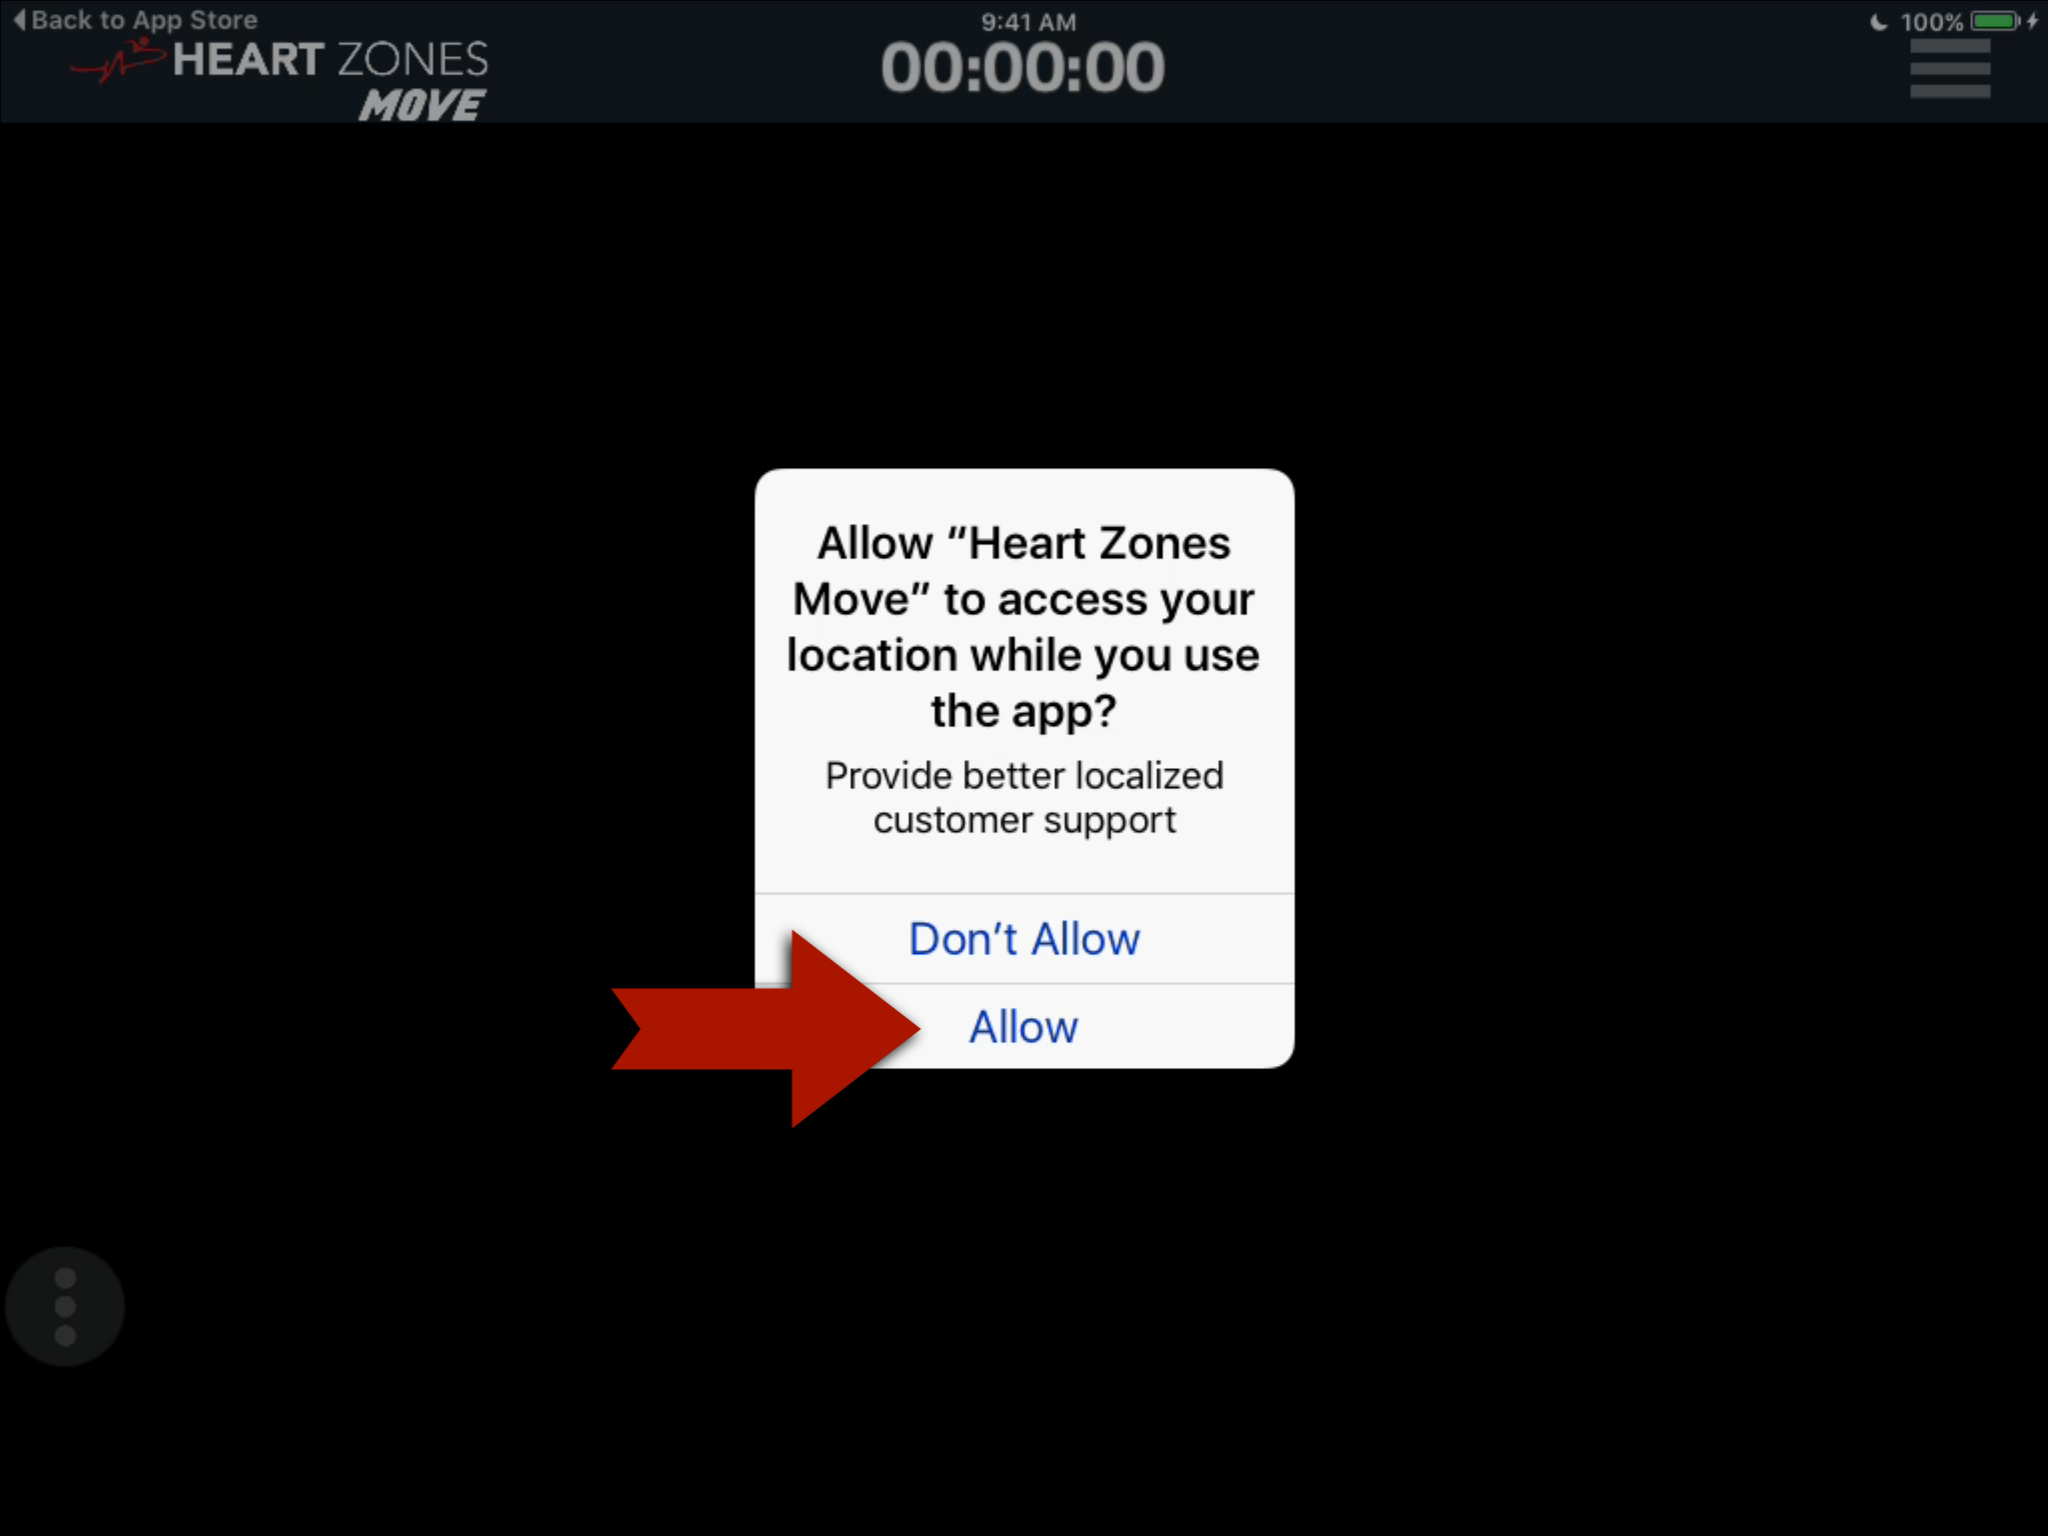 Back to App Store
9:41 AM
100%
HEART ZONES
MOVE
00:00:00
Allow “Heart Zones
Move” to access your
location while you use
the app?
Provide better localized
customer support
Don’t Allow
Allow